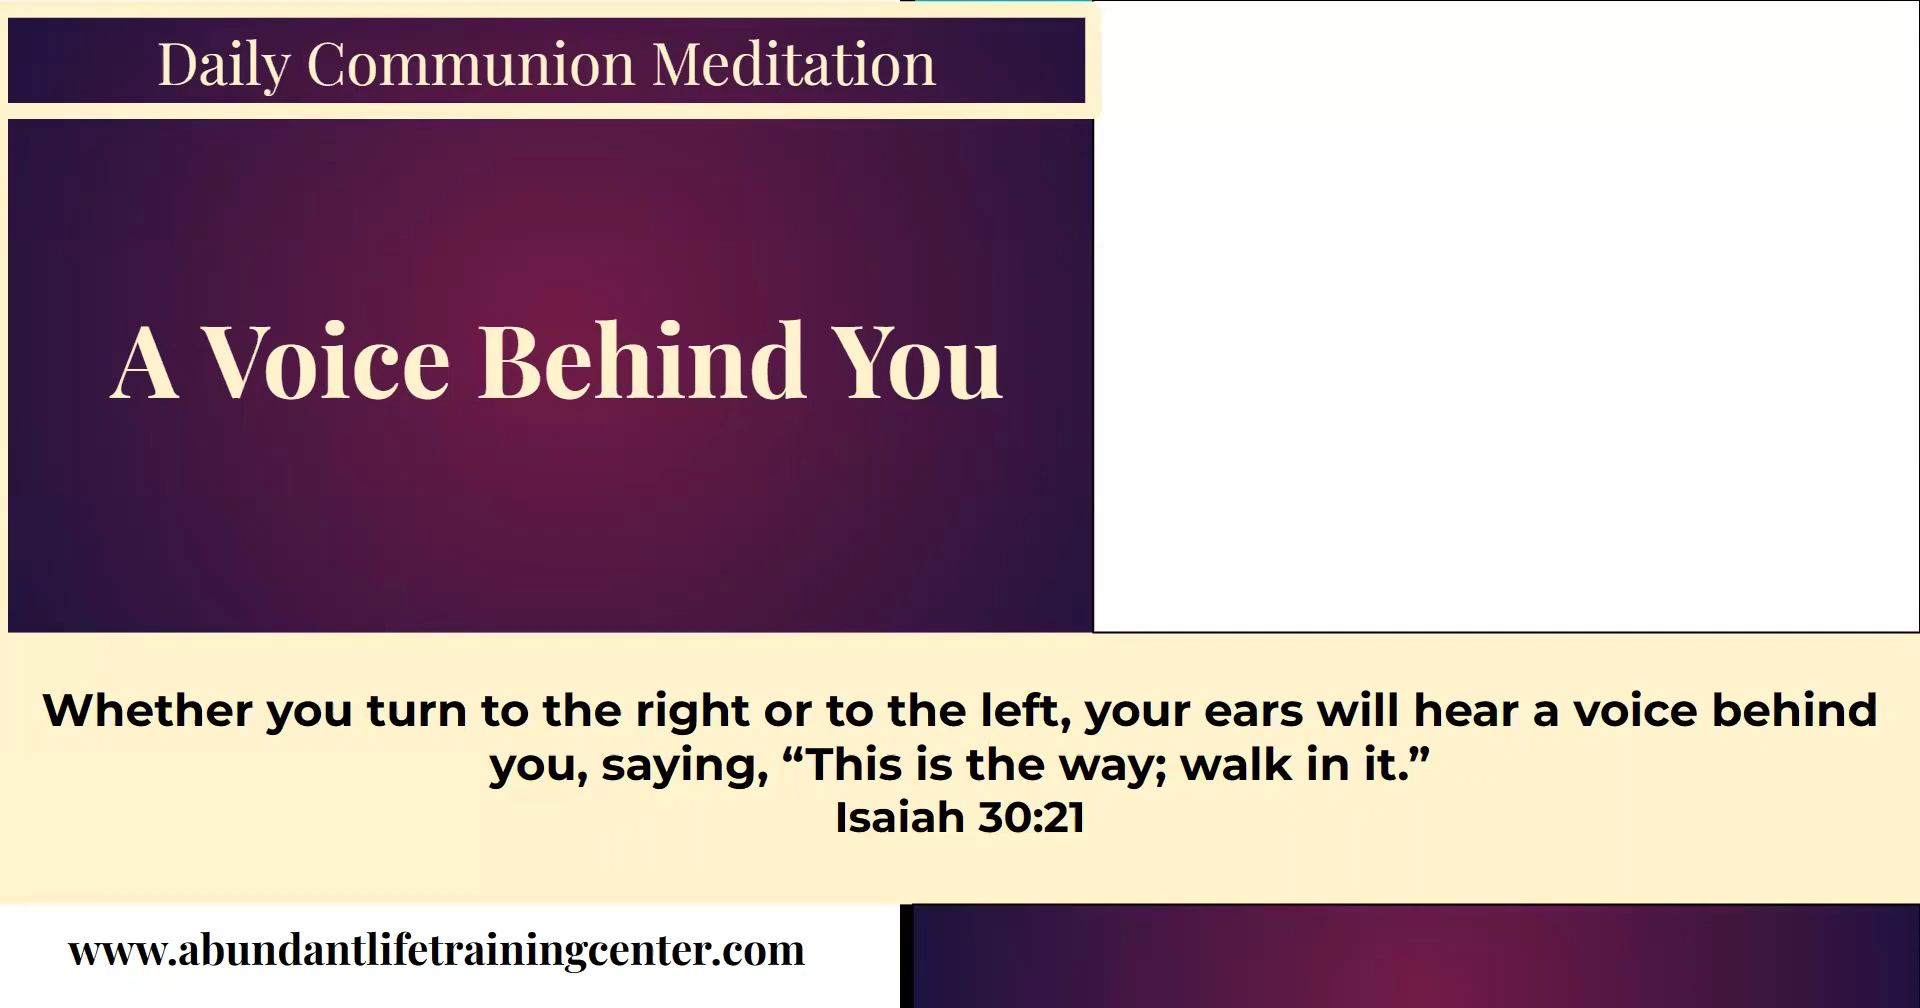 Daily Communion Meditation
A Voice Behind You
Whether you turn to the right or to the left, your ears will hear a voice behind
you, saying, “This is the way; walk in it.”
Isaiah 30:21
www.abundantlifetrainingcenter.com